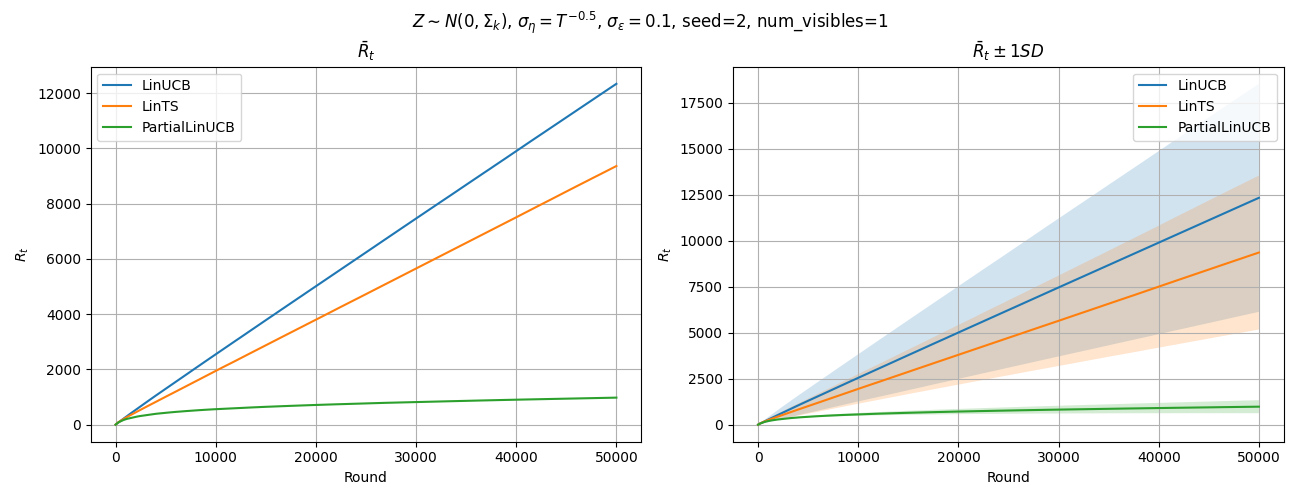 Z ~ N(0, Σ_k), σ_η = T^{-0.5}, σ_ε = 0.1, seed=2, num_visibles=1
R̄_t
LinUCB
LinTS
PartialLinUCB
12000
10000
8000
6000
4000
2000
0
R_t
0 10000 20000 30000 40000 50000
Round
R̄_t ± 1SD
LinUCB
LinTS
PartialLinUCB
17500
15000
12500
10000
7500
5000
2500
0
R_t
0 10000 20000 30000 40000 50000
Round